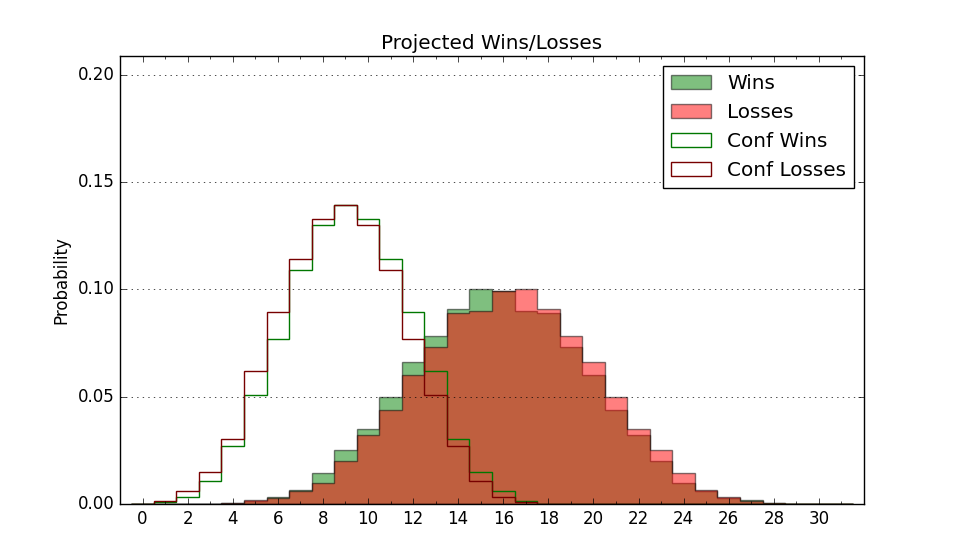 Projected Wins/Losses
0.20
0.15
0.10
0.05
0.00
Probability
Wins
Losses
Conf Wins
Conf Losses
0 2 4 6 8 10 12 14 16 18 20 22 24 26 28 30